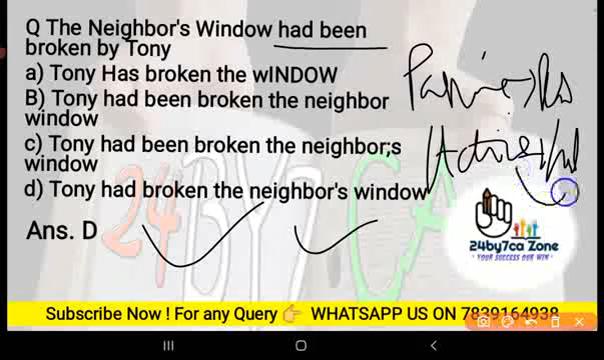 Q The Neighbor's Window had been
broken by Tony
a) Tony Has broken the wINDOW
B) Tony had been broken the neighbor
window
c) Tony had been broken the neighbor;s
window
d) Tony had broken the neighbor's window
Ans. D
24BY7CA
24by7ca Zone
"YOUR SUCCESS OUR WIN"
Subscribe Now ! For any Query 👉 WHATSAPP US ON 7839164938